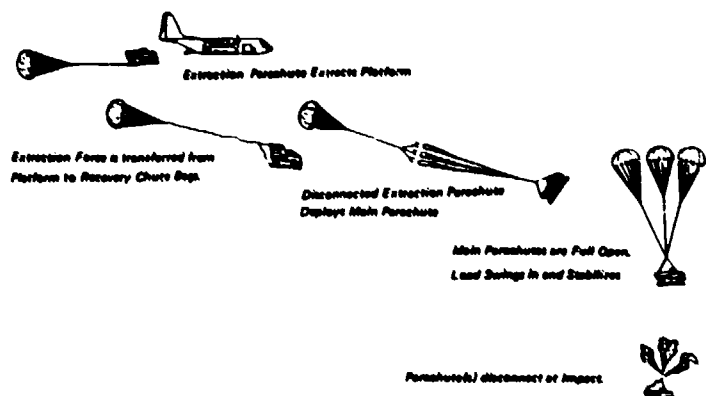 Extraction Parachute Extracts Platform
Extraction Force is transferred from
Platform to Recovery Chute Bags.
Disconnected Extraction Parachute
Deploys Main Parachute
Main Parachutes are Full Open.
Load Swings in and Stabilizes
Parachute(s) disconnect at Impact.